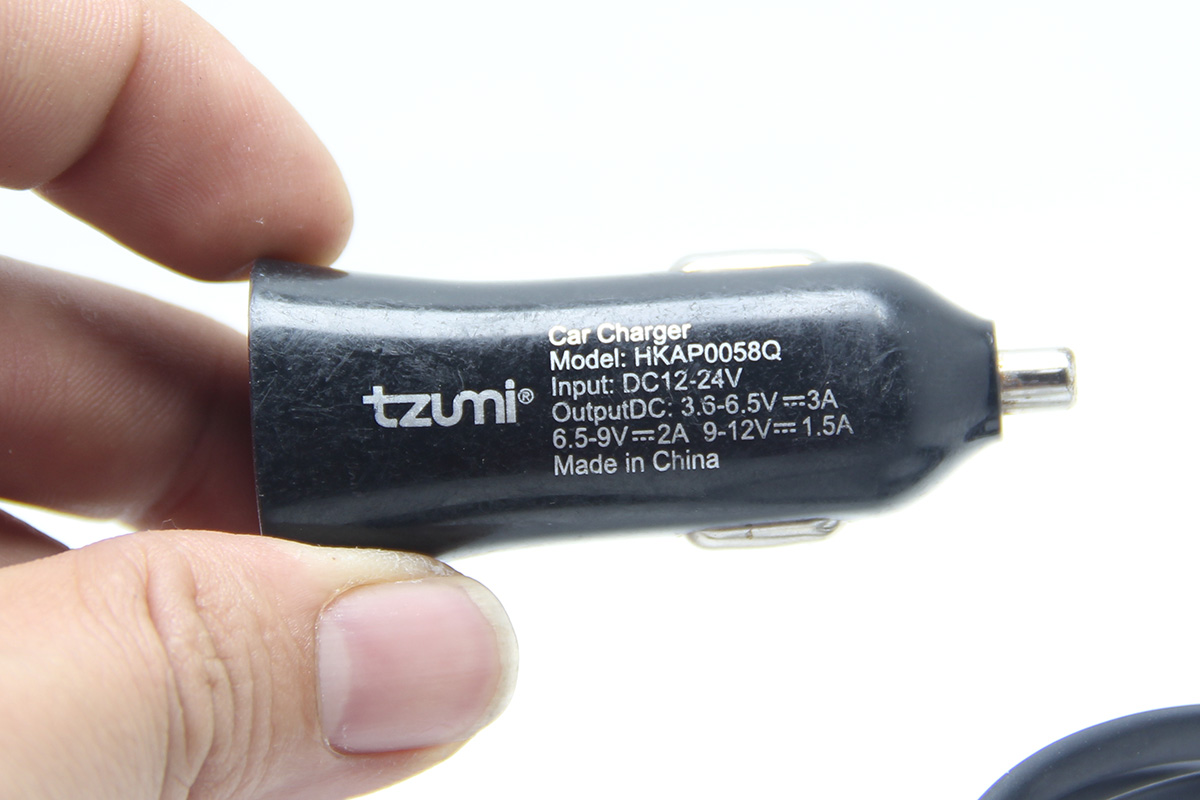 tzumi®
Car Charger
Model: HKAP0058Q
Input: DC12-24V
OutputDC: 3.6-6.5V⎓3A
6.5-9V⎓2A 9-12V⎓1.5A
Made in China